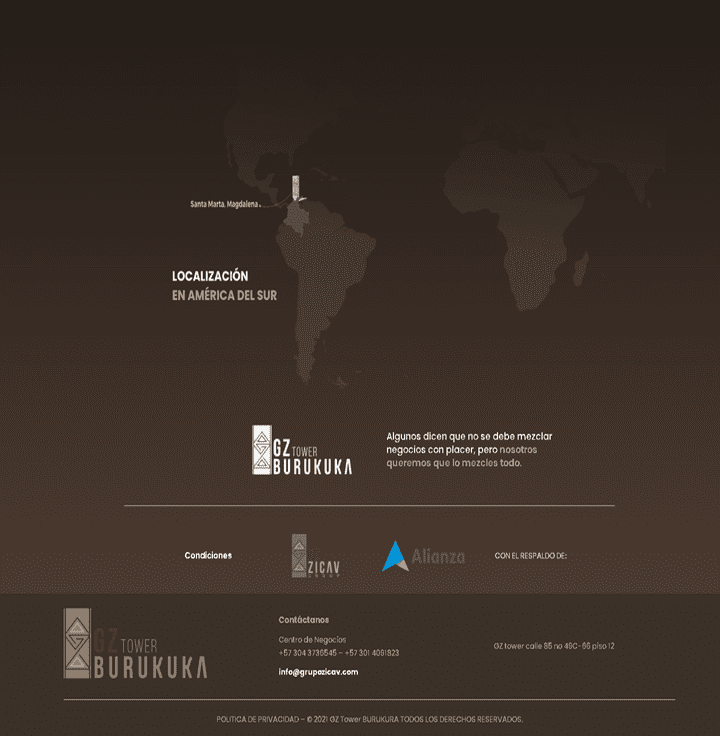 Santa Marta, Magdalena
LOCALIZACIÓN
EN AMÉRICA DEL SUR
GZ TOWER
BURUKUKA
Algunos dicen que no se debe mezclar
negocios con placer, pero nosotros
queremos que lo mezcles todo.
Condiciones
AZICAV
GROUP
Alianza
CON EL RESPALDO DE:
GZ TOWER
BURUKUKA
Contáctanos
Centro de Negocios
+57 304 3736545 – +57 301 4091823
info@grupozicav.com
GZ tower calle 85 no 48C-66 piso 12
POLITICA DE PRIVACIDAD – © 2021 GZ Tower BURUKURA TODOS LOS DERECHOS RESERVADOS.